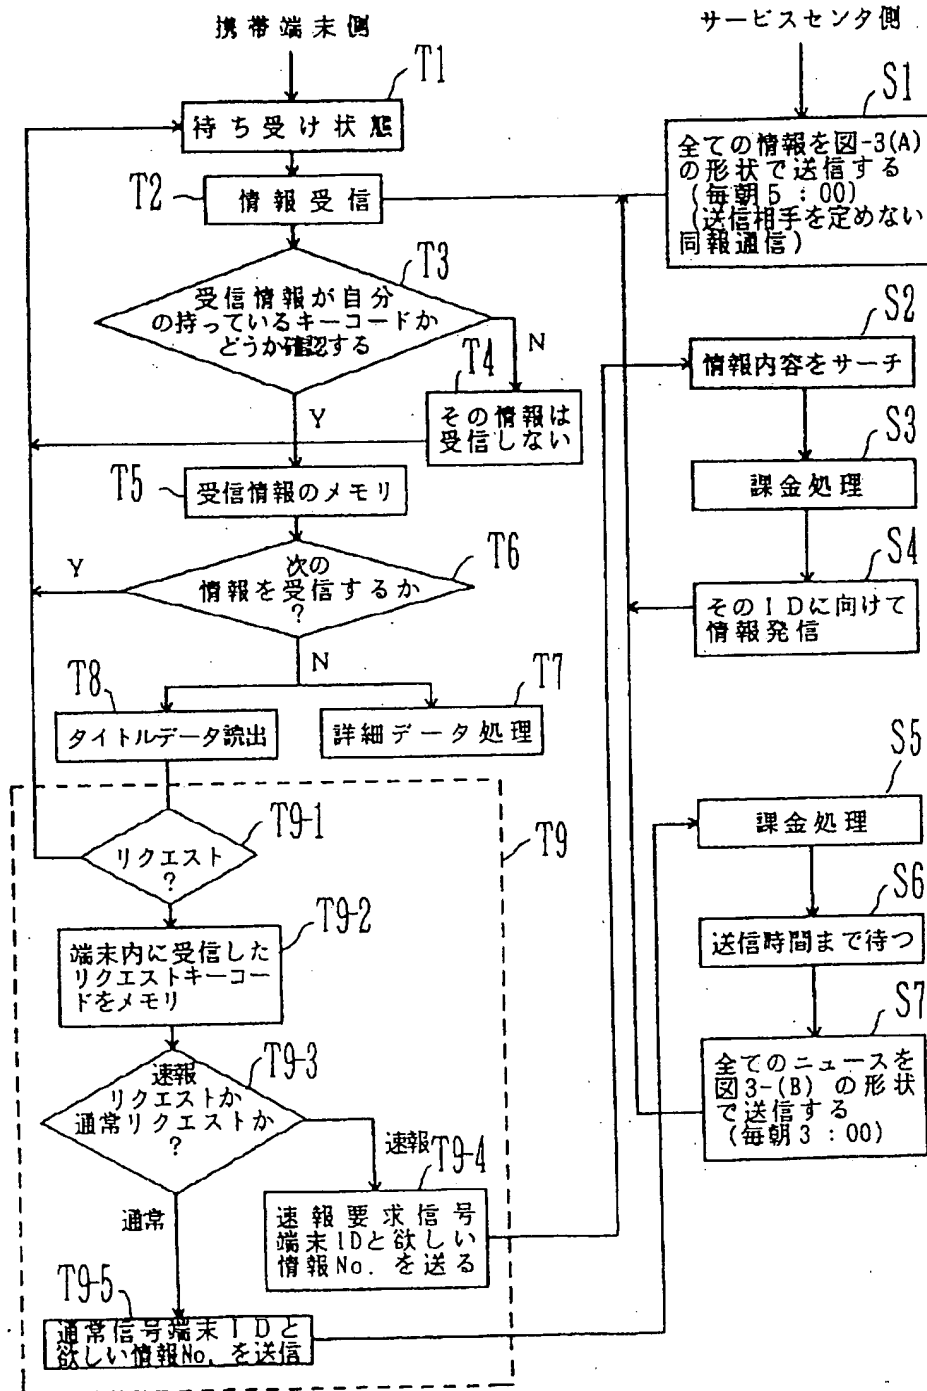 携帯端末側
T1
待ち受け状態
T2
情報受信
T3
受信情報が自分
の持っているキーコードか
どうか確認する
N
T4
その情報は
受信しない
Y
T5
受信情報のメモリ
T6
次の
情報を受信するか
?
Y
N
T8
タイトルデータ読出
T7
詳細データ処理
T9
T9-1
リクエスト
?
T9-2
端末内に受信した
リクエストキーコー
ドをメモリ
T9-3
速報
リクエストか
通常リクエストか
?
速報
T9-4
速報要求信号
端末IDと欲しい
情報No.を送る
通常
T9-5
通常信号端末IDと
欲しい情報No.を送信
サービスセンタ側
S1
全ての情報を図-3(A)
の形状で送信する
(毎朝5:00)
(送信相手を定めない
同報通信)
S2
情報内容をサーチ
S3
課金処理
S4
そのIDに向けて
情報発信
S5
課金処理
S6
送信時間まで待つ
S7
全てのニュースを
図3-(B)の形状
で送信する
(毎朝3:00)